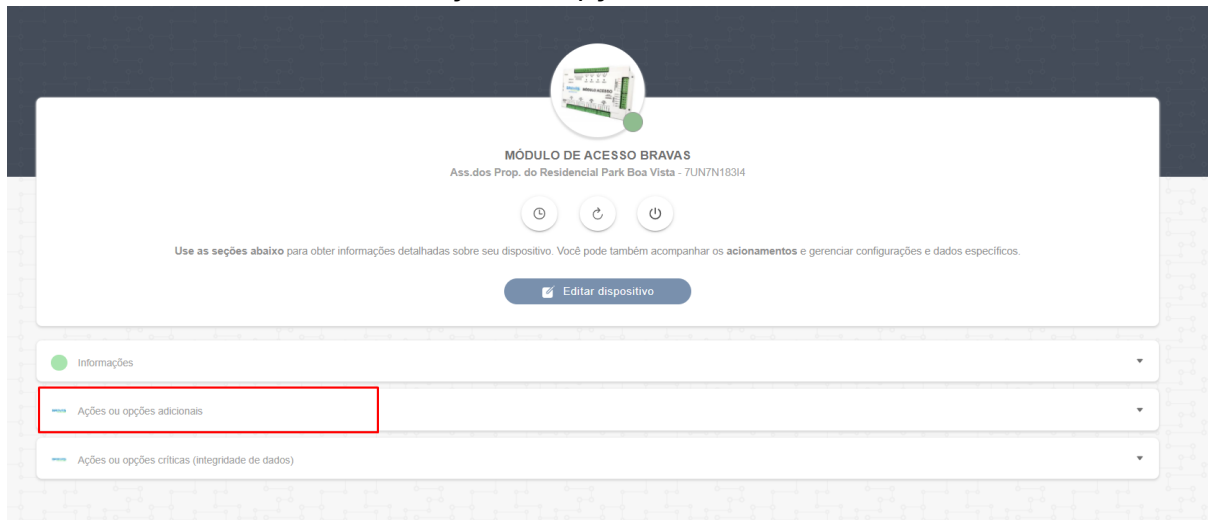 MÓDULO DE ACESSO BRAVAS
Ass.dos Prop. do Residencial Park Boa Vista - 7UN7N183I4
Use as seções abaixo para obter informações detalhadas sobre seu dispositivo. Você pode também acompanhar os acionamentos e gerenciar configurações e dados específicos.
Editar dispositivo
Informações
Ações ou opções adicionais
Ações ou opções críticas (integridade de dados)